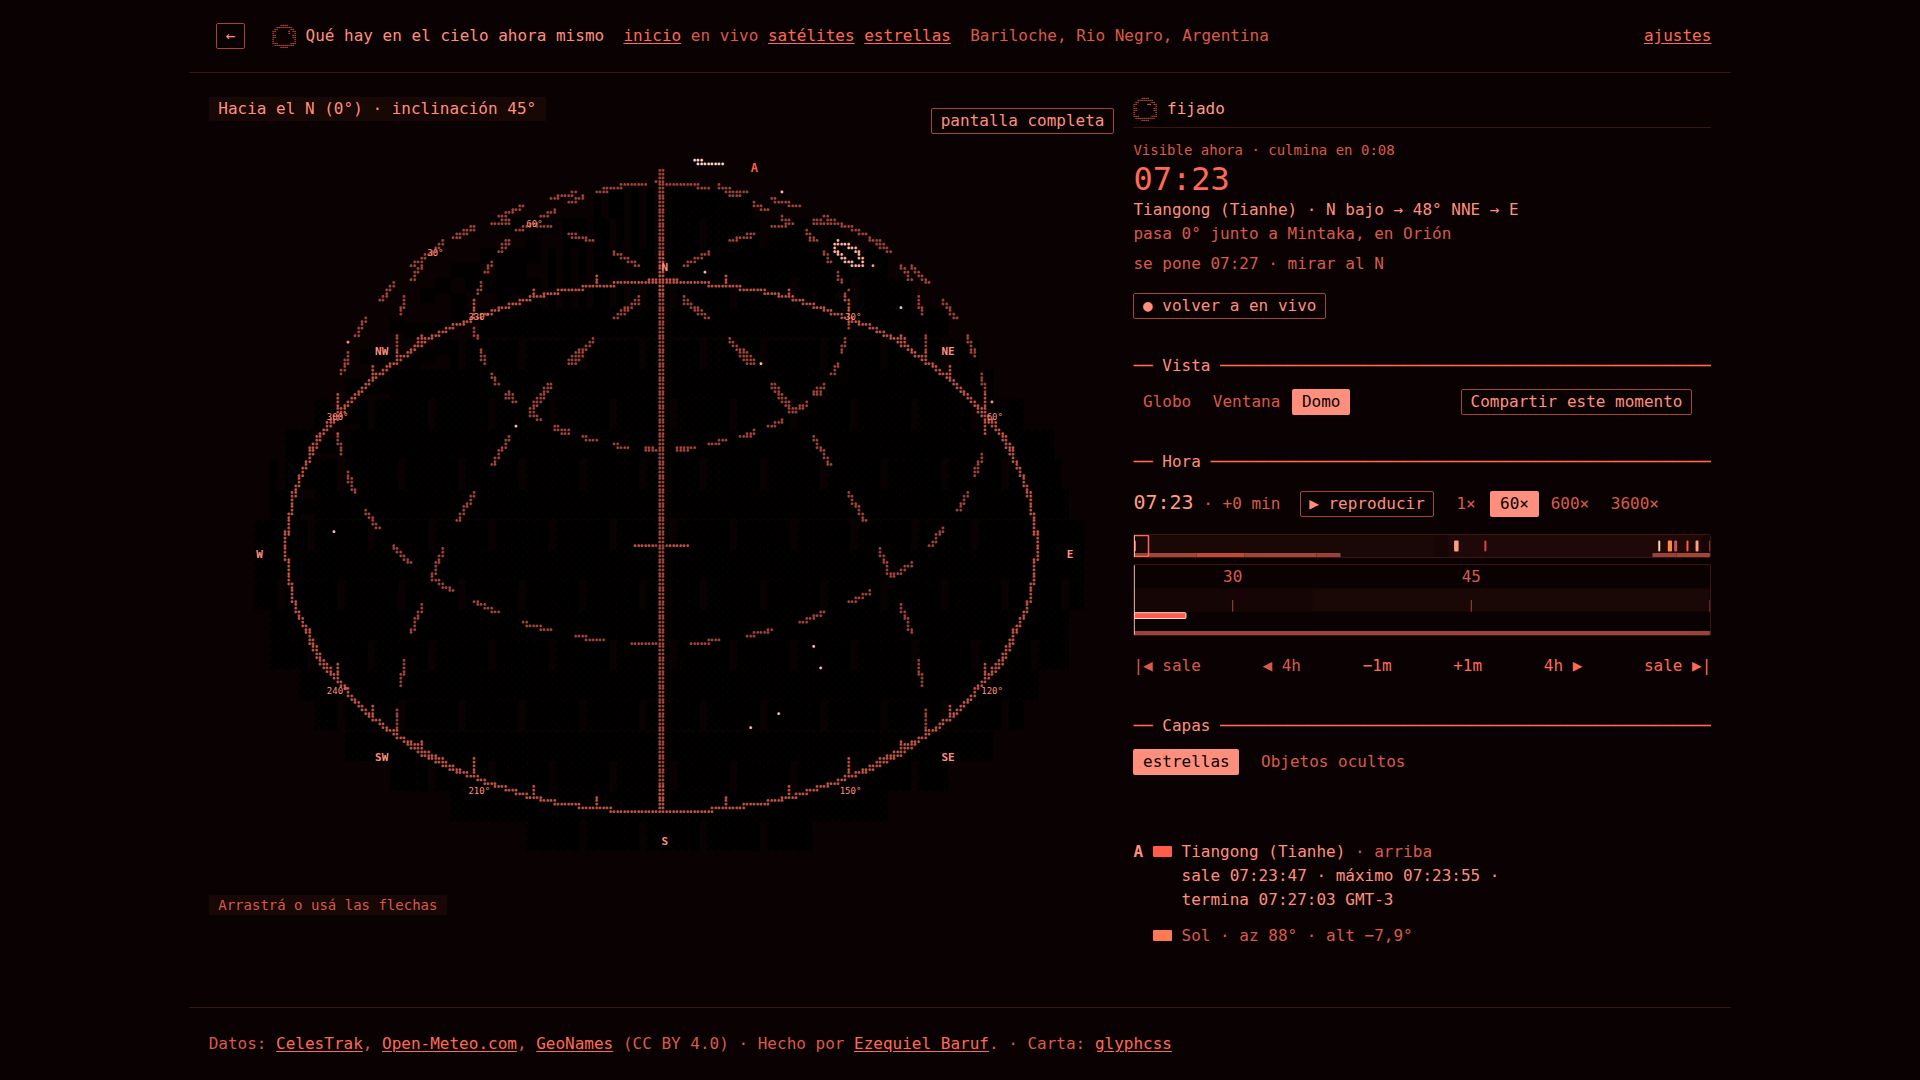 ← Qué hay en el cielo ahora mismo inicio en vivo satélites estrellas Bariloche, Rio Negro, Argentina ajustes
Hacia el N (0°) · inclinación 45°
pantalla completa
A
60°
30°
N
330°
30°
NW
NE
300°
60°
W
E
240°
120°
SW
SE
210°
150°
S
Arrastrá o usá las flechas
fijado
Visible ahora · culmina en 0:08
07:23
Tiangong (Tianhe) · N bajo → 48° NNE → E
pasa 0° junto a Mintaka, en Orión
se pone 07:27 · mirar al N
● volver a en vivo
Vista
Globo Ventana Domo Compartir este momento
Hora
07:23 · +0 min ▶ reproducir 1× 60× 600× 3600×
30 45
|◀ sale ◀ 4h −1m +1m 4h ▶ sale ▶|
Capas
estrellas Objetos ocultos
A Tiangong (Tianhe) · arriba
sale 07:23:47 · máximo 07:23:55 ·
termina 07:27:03 GMT-3
Sol · az 88° · alt −7,9°
Datos: CelesTrak, Open-Meteo.com, GeoNames (CC BY 4.0) · Hecho por Ezequiel Baruf. · Carta: glyphcss